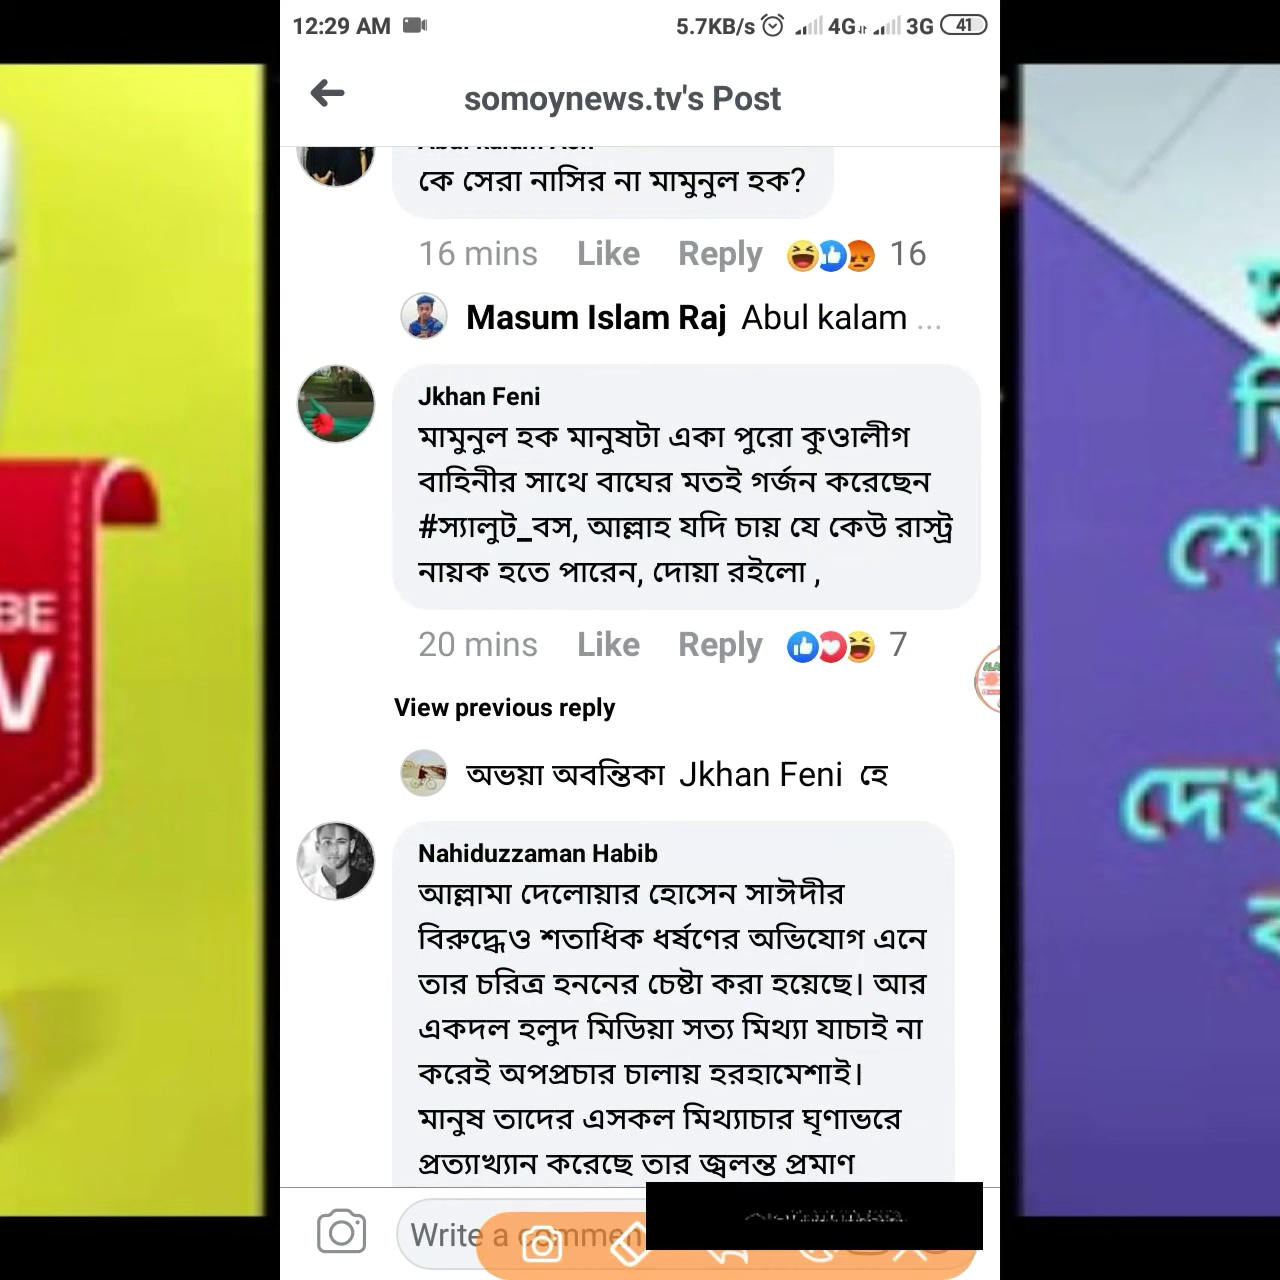 12:29 AM 5.7KB/s 4G 3G 41
somoynews.tv's Post
কে সেরা নাসির না মামুনুল হক?
16 mins Like Reply 16
Masum Islam Raj Abul kalam ...
Jkhan Feni
মামুনুল হক মানুষটা একা পুরো কুওালীগ
বাহিনীর সাথে বাঘের মতই গর্জন করেছেন
#স্যালুট_বস, আল্লাহ যদি চায় যে কেউ রাস্ট্র
নায়ক হতে পারেন, দোয়া রইলো ,
20 mins Like Reply 7
View previous reply
অভয়া অবন্তিকা Jkhan Feni হে
Nahiduzzaman Habib
আল্লামা দেলোয়ার হোসেন সাঈদীর
বিরুদ্ধেও শতাধিক ধর্ষণের অভিযোগ এনে
তার চরিত্র হননের চেষ্টা করা হয়েছে। আর
একদল হলুদ মিডিয়া সত্য মিথ্যা যাচাই না
করেই অপপ্রচার চালায় হরহামেশাই।
মানুষ তাদের এসকল মিথ্যাচার ঘৃণাভরে
প্রত্যাখ্যান করেছে তার জ্বলন্ত প্রমাণ
Write a commen